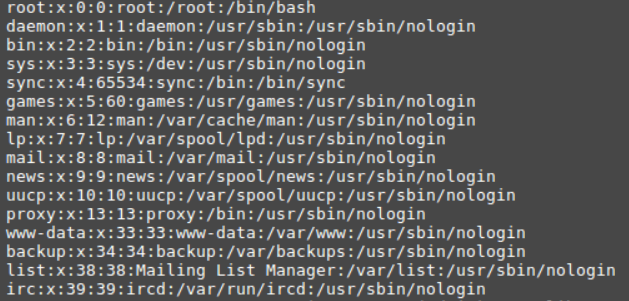 root:x:0:0:root:/root:/bin/bash
daemon:x:1:1:daemon:/usr/sbin:/usr/sbin/nologin
bin:x:2:2:bin:/bin:/usr/sbin/nologin
sys:x:3:3:sys:/dev:/usr/sbin/nologin
sync:x:4:65534:sync:/bin:/bin/sync
games:x:5:60:games:/usr/games:/usr/sbin/nologin
man:x:6:12:man:/var/cache/man:/usr/sbin/nologin
lp:x:7:7:lp:/var/spool/lpd:/usr/sbin/nologin
mail:x:8:8:mail:/var/mail:/usr/sbin/nologin
news:x:9:9:news:/var/spool/news:/usr/sbin/nologin
uucp:x:10:10:uucp:/var/spool/uucp:/usr/sbin/nologin
proxy:x:13:13:proxy:/bin:/usr/sbin/nologin
www-data:x:33:33:www-data:/var/www:/usr/sbin/nologin
backup:x:34:34:backup:/var/backups:/usr/sbin/nologin
list:x:38:38:Mailing List Manager:/var/list:/usr/sbin/nologin
irc:x:39:39:ircd:/var/run/ircd:/usr/sbin/nologin